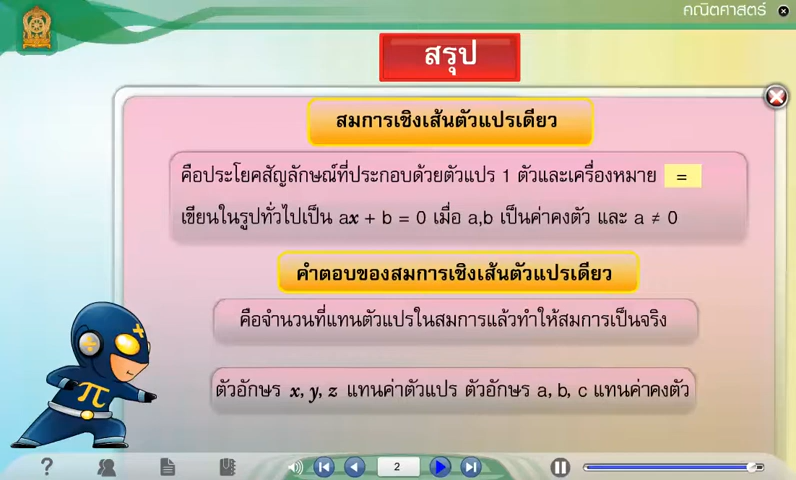 คณิตศาสตร์
สรุป
สมการเชิงเส้นตัวแปรเดียว
คือประโยคสัญลักษณ์ที่ประกอบด้วยตัวแปร 1 ตัวและเครื่องหมาย =
เขียนในรูปทั่วไปเป็น ax + b = 0 เมื่อ a,b เป็นค่าคงตัว และ a ≠ 0
คำตอบของสมการเชิงเส้นตัวแปรเดียว
คือจำนวนที่แทนตัวแปรในสมการแล้วทำให้สมการเป็นจริง
ตัวอักษร x, y, z แทนค่าตัวแปร ตัวอักษร a, b, c แทนค่าคงตัว
π
?
2